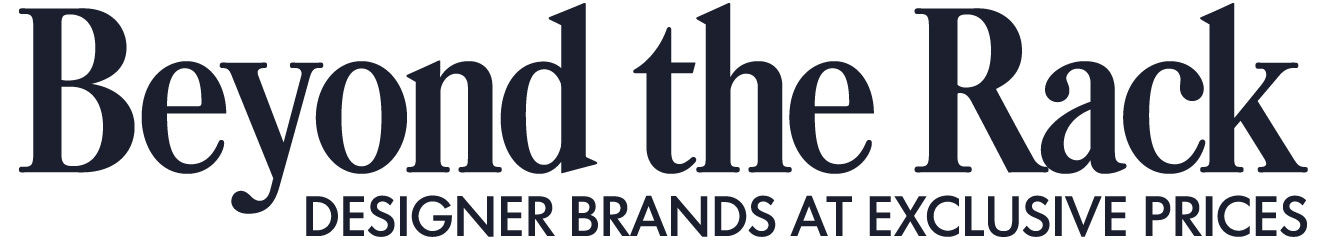 Beyond the Rack
DESIGNER BRANDS AT EXCLUSIVE PRICES